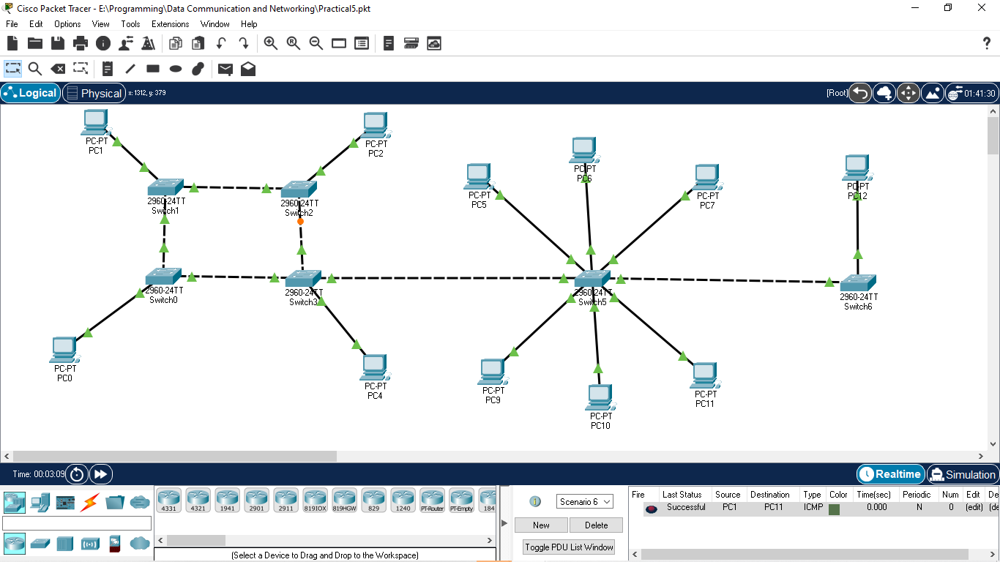 Cisco Packet Tracer - E:\Programming\Data Communication and Networking\Practical5.pkt
File Edit Options View Tools Extensions Window Help
Logical Physical x: 1312, y: 379 [Root] 01:41:30
PC-PT
PC1
PC-PT
PC2
PC-PT
PC6
PC-PT
PC5
PC-PT
PC7
PC-PT
PC12
2960-24TT
Switch1
2960-24TT
Switch2
2960-24TT
Switch0
2960-24TT
Switch3
2960-24TT
Switch5
2960-24TT
Switch6
PC-PT
PC0
PC-PT
PC4
PC-PT
PC9
PC-PT
PC10
PC-PT
PC11
Time: 00:03:09 Realtime Simulation
4331 4321 1941 2901 2911 819IOX 819HGW 829 1240 PT-Router PT-Empty 184
(Select a Device to Drag and Drop to the Workspace)
Scenario 6
New Delete
Toggle PDU List Window
Fire Last Status Source Destination Type Color Time(sec) Periodic Num Edit De
Successful PC1 PC11 ICMP 0.000 N 0 (edit) (de